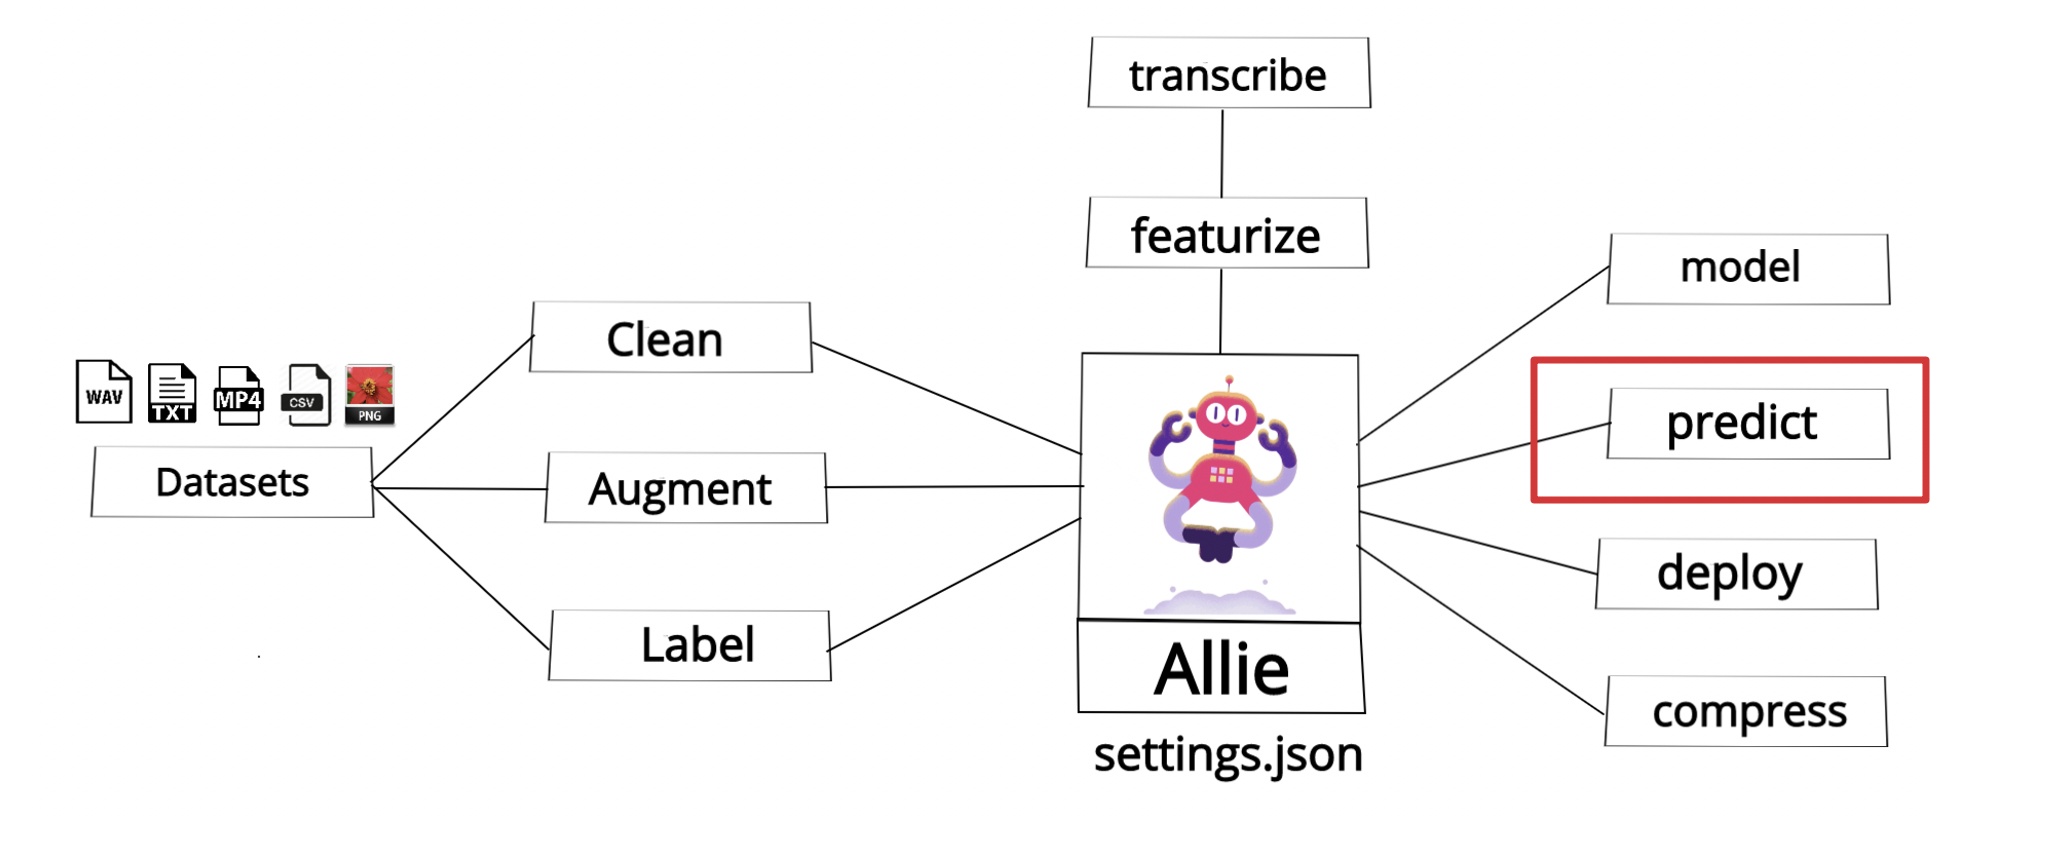 transcribe
featurize
model
Clean
WAV
TXT
MP4
CSV
PNG
predict
Datasets
Augment
deploy
Label
Allie
compress
settings.json